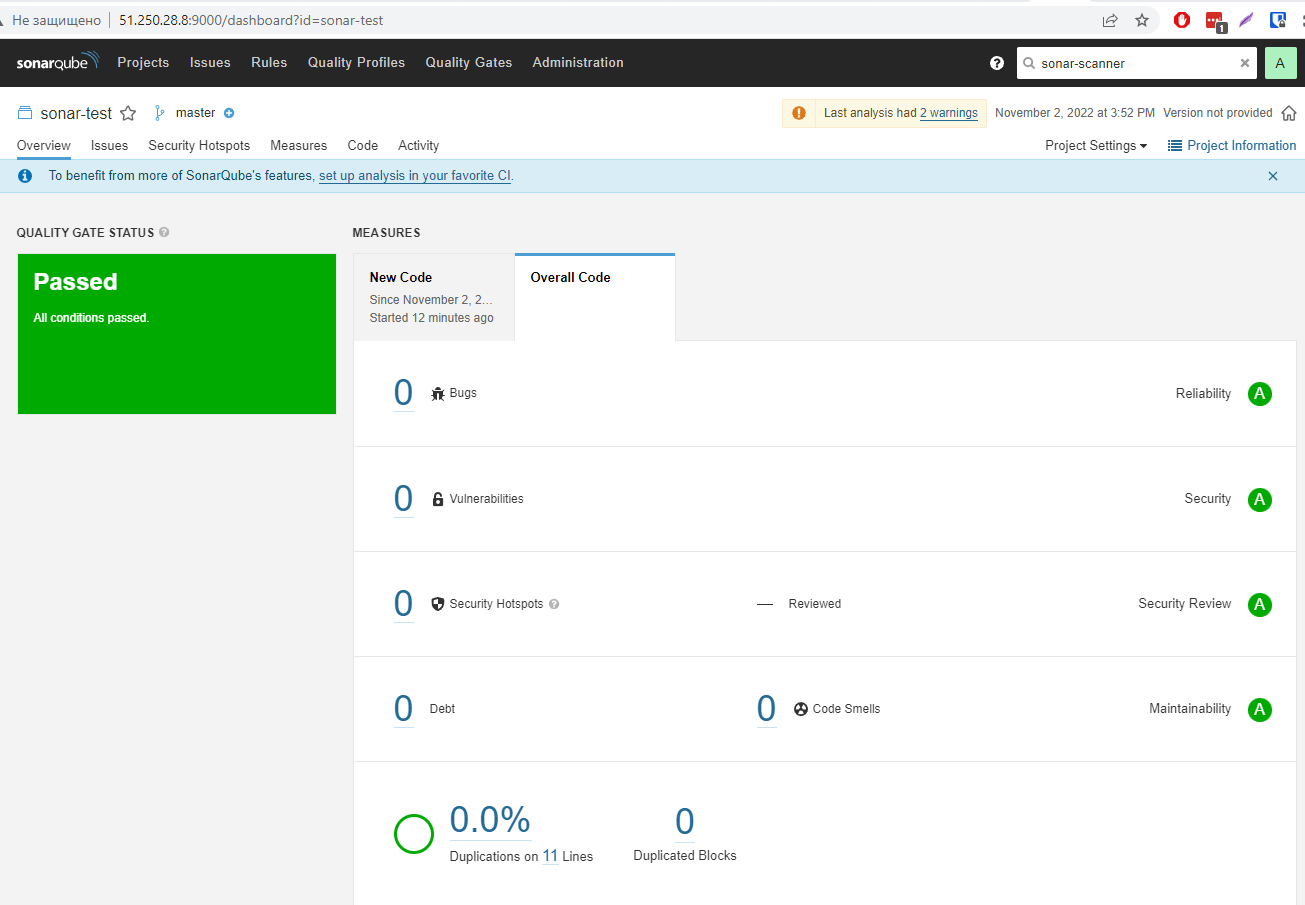 Не защищено 51.250.28.8:9000/dashboard?id=sonar-test
1
sonarqube Projects Issues Rules Quality Profiles Quality Gates Administration ? sonar-scanner A
sonar-test master Last analysis had 2 warnings November 2, 2022 at 3:52 PM Version not provided
Overview Issues Security Hotspots Measures Code Activity Project Settings Project Information
To benefit from more of SonarQube's features, set up analysis in your favorite CI.
QUALITY GATE STATUS ?
MEASURES
Passed
All conditions passed.
New Code
Since November 2, 2...
Started 12 minutes ago
Overall Code
0 Bugs Reliability A
0 Vulnerabilities Security A
0 Security Hotspots ? — Reviewed Security Review A
0 Debt 0 Code Smells Maintainability A
0.0% 0
Duplications on 11 Lines Duplicated Blocks